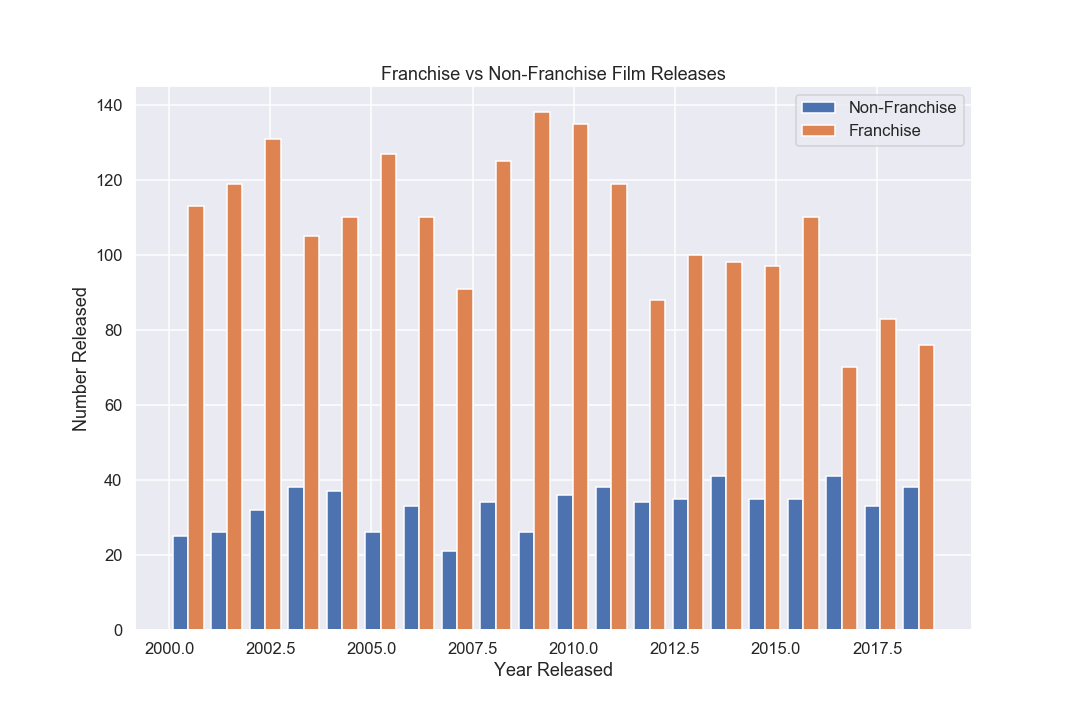 Franchise vs Non-Franchise Film Releases
Non-Franchise
Franchise
140
120
100
80
60
40
20
0
Number Released
2000.0 2002.5 2005.0 2007.5 2010.0 2012.5 2015.0 2017.5
Year Released